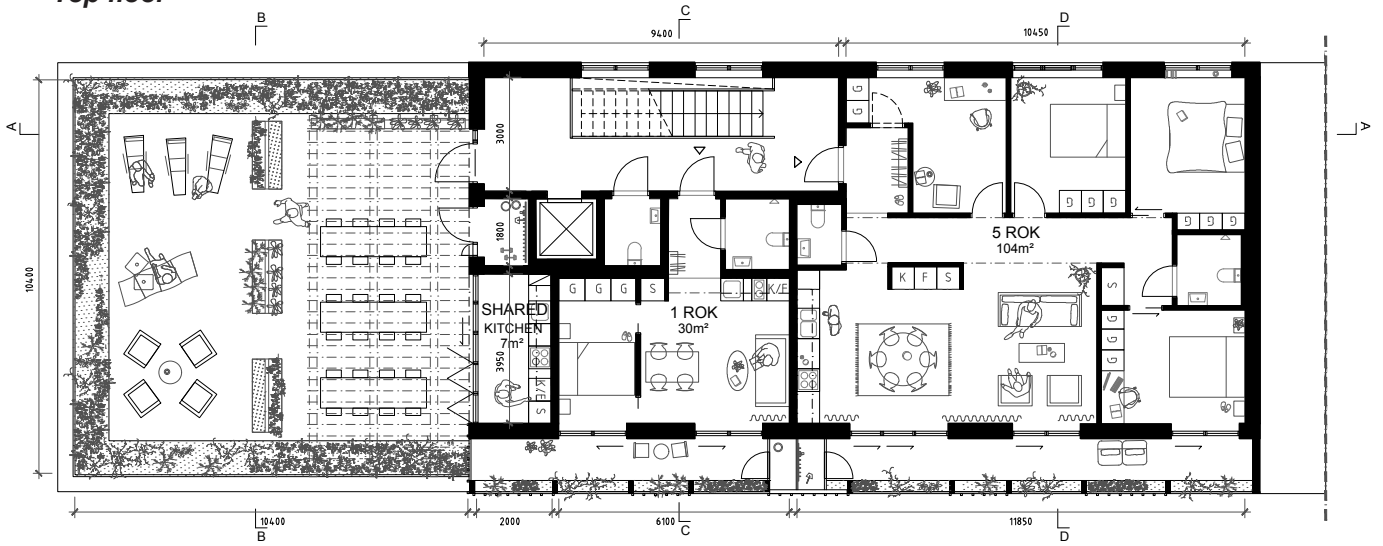 Top floor
B
C
D
9400
10450
A
A
3000
G
G
1800
10400
5 ROK
104m²
G G G
G G G
K F S
S
G G G S
K/F
SHARED
KITCHEN
7m²
1 ROK
30m²
G
G
G
3950
K/F
S
10400
2000
6100
11850
B
C
D